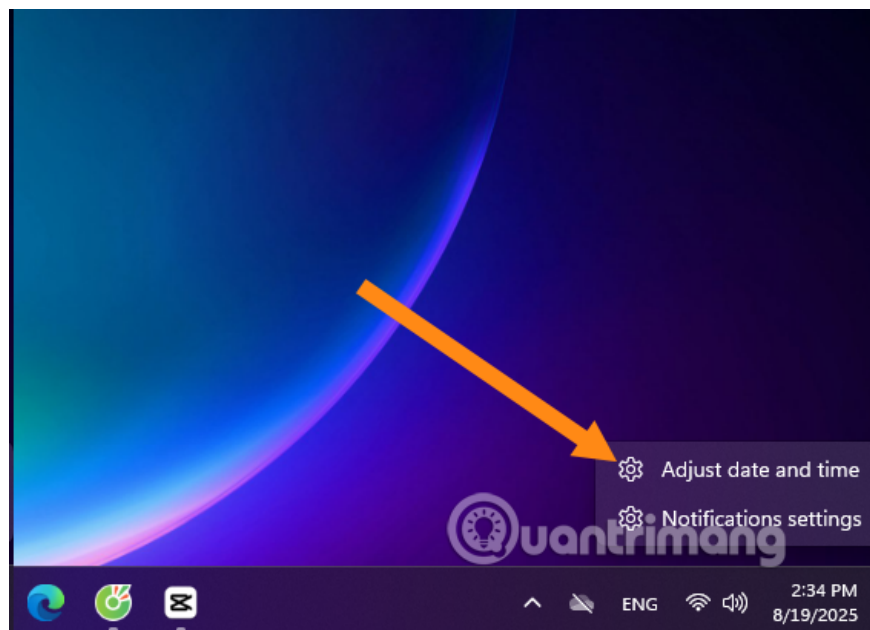 Adjust date and time
Notifications settings
Quantrimang
ENG
2:34 PM
8/19/2025